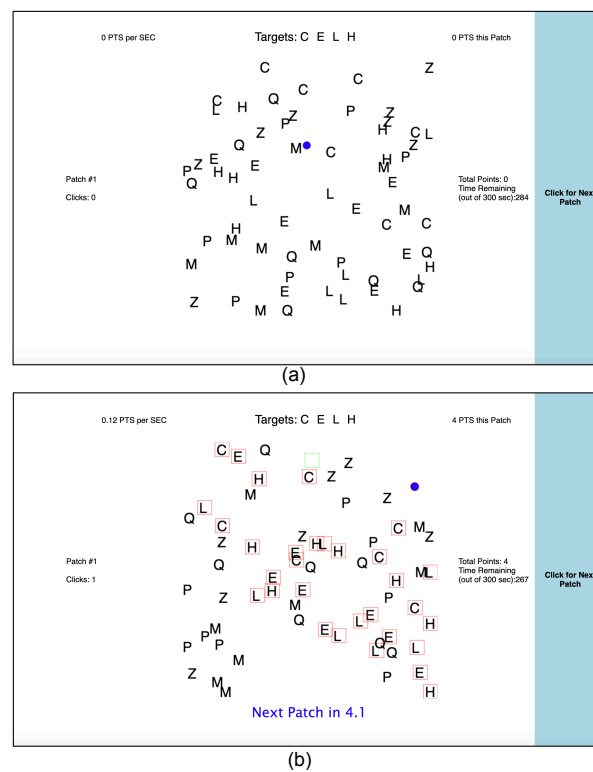 0 PTS per SEC Targets: C E L H 0 PTS this Patch
C Z
C
C
C Q
L H P Z
Z
P Z
H
Z C L
Q Z
M C
E H P
Z E M
P H
Q H E
L L
E M
E C C
H
P M
M M E Q
Q
M P H
P L L
Q Q
E L E
Z P L
M Q H
Patch #1
Clicks: 0
Total Points: 0
Time Remaining
(out of 300 sec):284
Click for Nex
Patch
(a)
0.12 PTS per SEC Targets: C E L H 4 PTS this Patch
C Q
E
Z
H C Z
M P Z
L
Q C C M
Z Z
Z H HL H P
E
C C
Q Q Q
E H ML
P L H E P
Z M C
Q L E H
M E
P L E
P P Q L
L Q
M
Z P E
M
M H
Patch #1
Clicks: 1
Total Points: 4
Time Remaining
(out of 300 sec):267
Click for Nex
Patch
Next Patch in 4.1
(b)